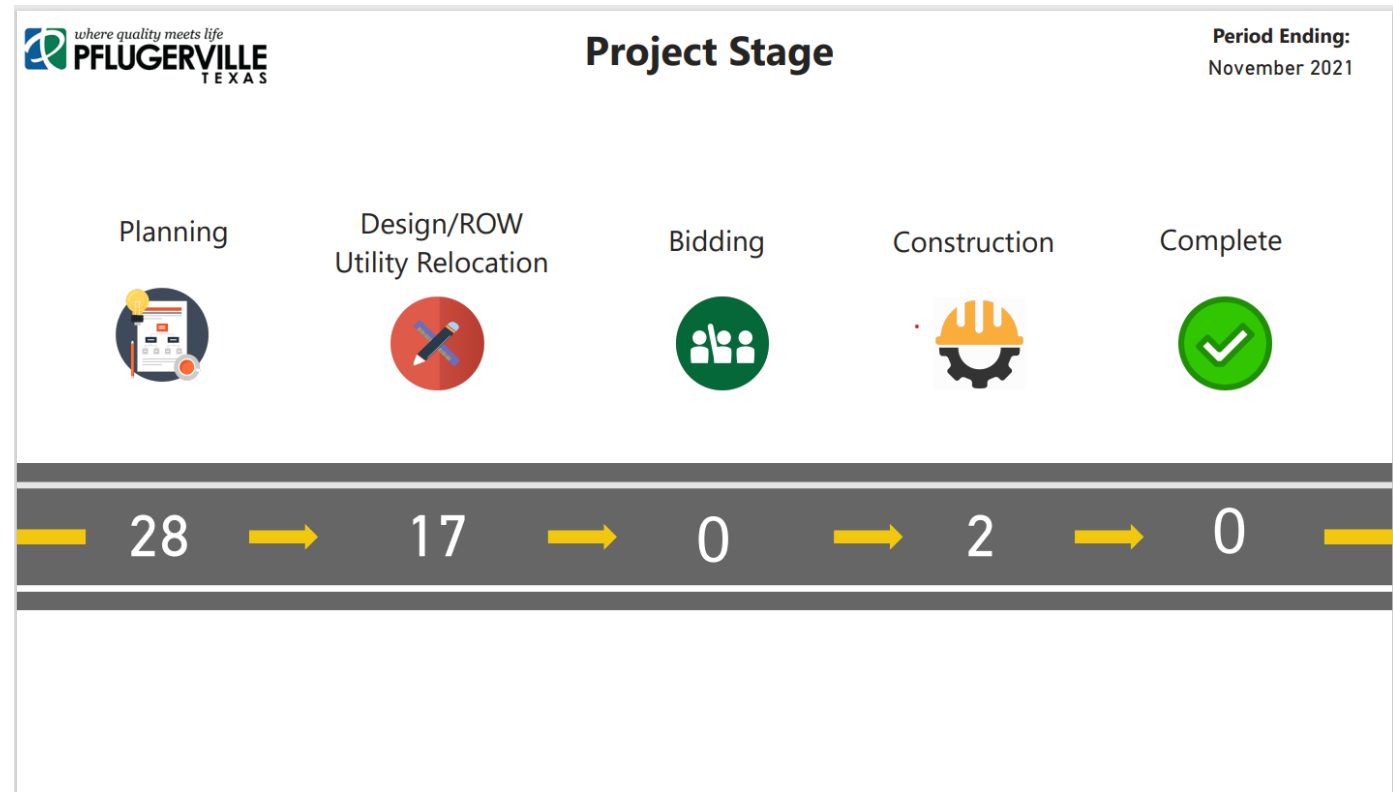 where quality meets life
PFLUGERVILLE
TEXAS
Project Stage
Period Ending:
November 2021
Planning
Design/ROW
Utility Relocation
Bidding
Construction
Complete
28
17
0
2
0